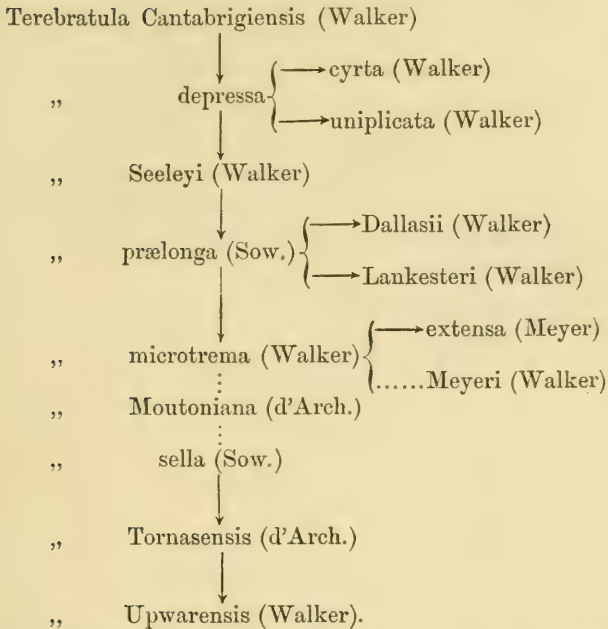 Terebratula Cantabrigiensis (Walker)
cyrta (Walker)
„ depressa
uniplicata (Walker)
„ Seeleyi (Walker)
Dallasii (Walker)
„ prælonga (Sow.)
Lankesteri (Walker)
extensa (Meyer)
„ microtrema (Walker)
......Meyeri (Walker)
„ Moutoniana (d'Arch.)
„ sella (Sow.)
„ Tornasensis (d'Arch.)
„ Upwarensis (Walker).